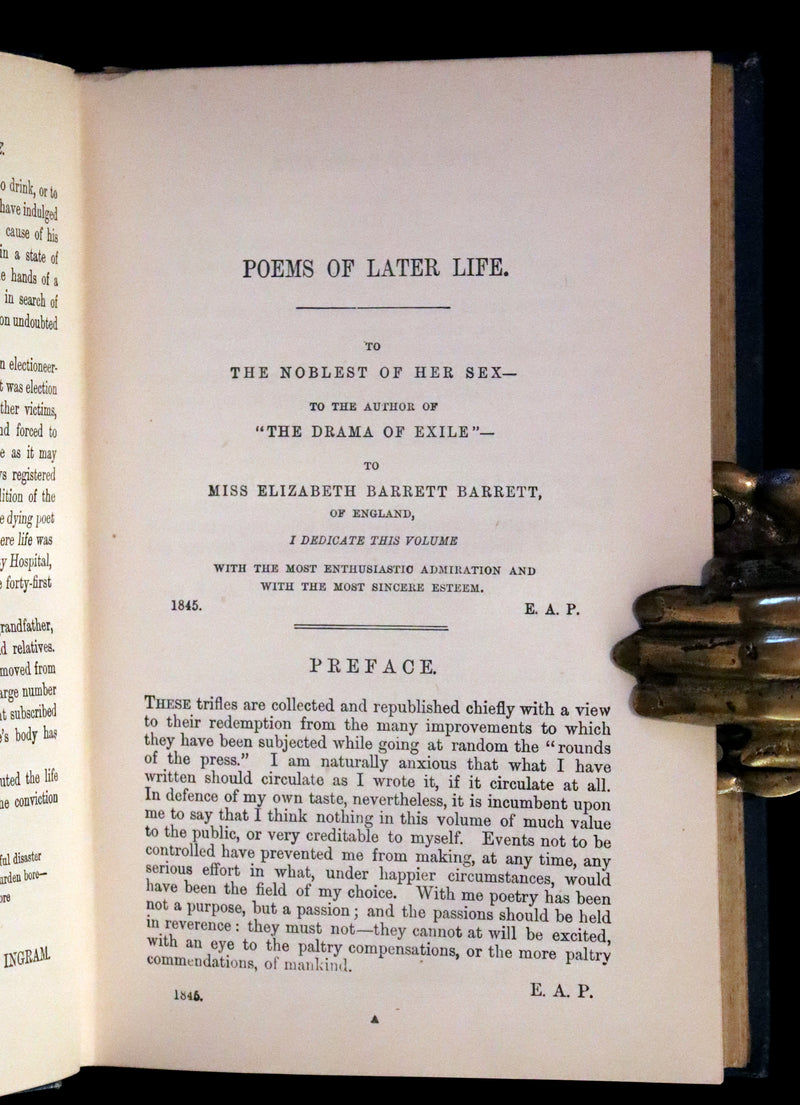 o drink, or to
have indulged
cause of his
in a state of
e hands of a
in search of
on undoubted
n electioneer-
t was election
ther victims,
nd forced to
e as it may
's registered
lition of the
e dying poet
ere life was
y Hospital,
e forty-first
randfather,
d relatives.
moved from
arge number
t subscribed
's body has
uted the life
ne conviction
ful disaster
urden bore—
ore
INGRAM.
POEMS OF LATER LIFE.
TO
THE NOBLEST OF HER SEX—
TO THE AUTHOR OF
"THE DRAMA OF EXILE"—
TO
MISS ELIZABETH BARRETT BARRETT,
OF ENGLAND,
I DEDICATE THIS VOLUME
WITH THE MOST ENTHUSIASTIC ADMIRATION AND
WITH THE MOST SINCERE ESTEEM.
1845. E. A. P.
PREFACE.
THESE trifles are collected and republished chiefly with a view
to their redemption from the many improvements to which
they have been subjected while going at random the "rounds
of the press." I am naturally anxious that what I have
written should circulate as I wrote it, if it circulate at all.
In defence of my own taste, nevertheless, it is incumbent upon
me to say that I think nothing in this volume of much value
to the public, or very creditable to myself. Events not to be
controlled have prevented me from making, at any time, any
serious effort in what, under happier circumstances, would
have been the field of my choice. With me poetry has been
not a purpose, but a passion; and the passions should be held
in reverence: they must not—they cannot at will be excited,
with an eye to the paltry compensations, or the more paltry
commendations, of mankind.
1845. E. A. P.
A